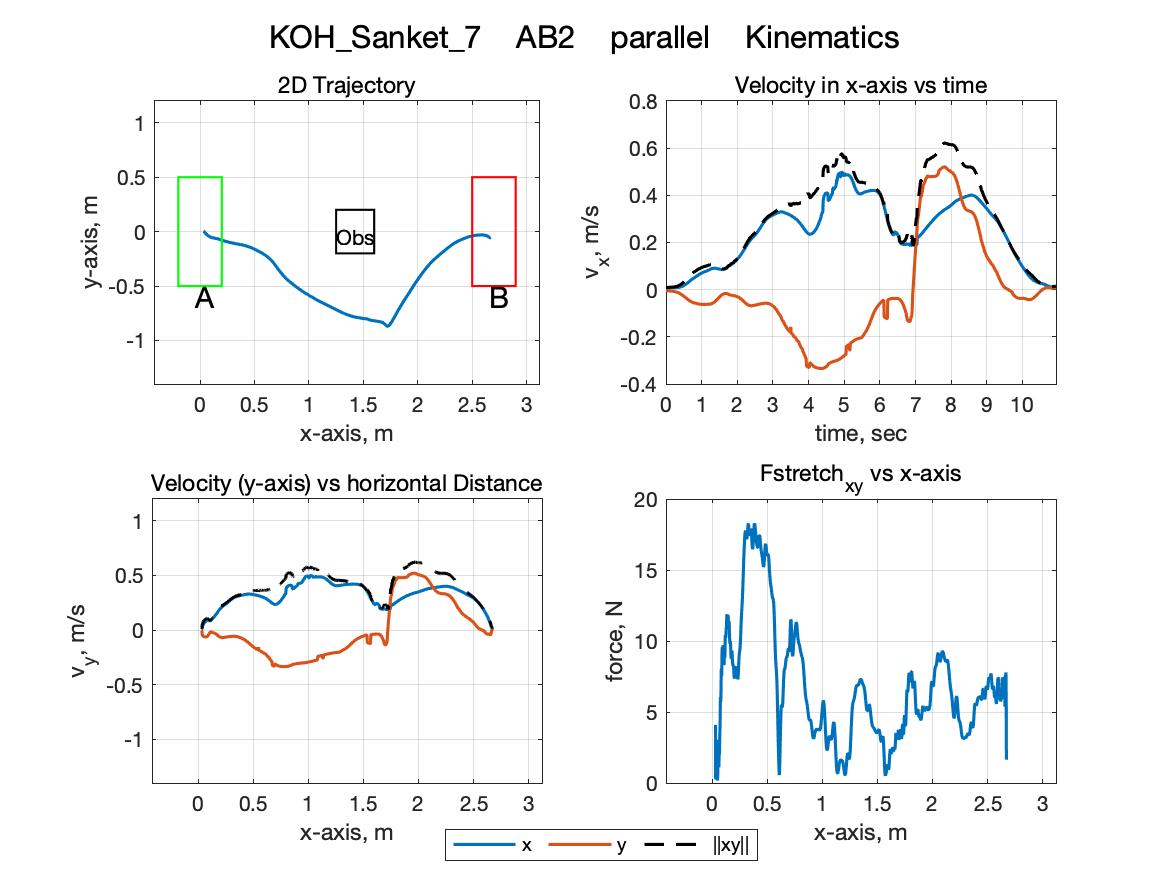 KOH_Sanket_7 AB2 parallel Kinematics
2D Trajectory
1
0.5
0
-0.5
-1
y-axis, m
Obs
A
B
0 0.5 1 1.5 2 2.5 3
x-axis, m
Velocity in x-axis vs time
0.8
0.6
0.4
0.2
0
-0.2
-0.4
vx, m/s
0 1 2 3 4 5 6 7 8 9 10
time, sec
Velocity (y-axis) vs horizontal Distance
1
0.5
0
-0.5
-1
vy, m/s
0 0.5 1 1.5 2 2.5 3
x-axis, m
Fstretchxy vs x-axis
20
15
10
5
0
force, N
0 0.5 1 1.5 2 2.5 3
x-axis, m
x y ||xy||